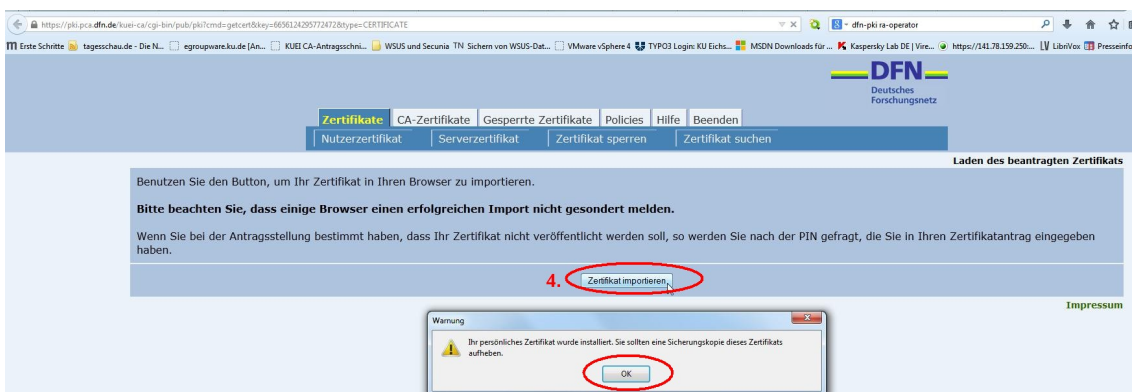 https://pki.pca.dfn.de/kuei-ca/cgi-bin/pub/pki?cmd=getcert&key=6656124295772472&type=CERTIFICATE
dfn-pki ra-operator
Erste Schritte tagesschau.de - Die N... egroupware.ku.de [An... KUEI CA-Antragsschni... WSUS und Secunia TN Sichern von WSUS-Dat... VMware vSphere 4 TYPO3 Login: KU Eichs... MSDN Downloads für ... Kaspersky Lab DE | Vire... https://141.78.159.250:... LibriVox Presseinfo
DFN
Deutsches
Forschungsnetz
Zertifikate CA-Zertifikate Gesperrte Zertifikate Policies Hilfe Beenden
Nutzerzertifikat Serverzertifikat Zertifikat sperren Zertifikat suchen
Laden des beantragten Zertifikats
Benutzen Sie den Button, um Ihr Zertifikat in Ihren Browser zu importieren.
Bitte beachten Sie, dass einige Browser einen erfolgreichen Import nicht gesondert melden.
Wenn Sie bei der Antragsstellung bestimmt haben, dass Ihr Zertifikat nicht veröffentlicht werden soll, so werden Sie nach der PIN gefragt, die Sie in Ihren Zertifikatantrag eingegeben
haben.
4. Zertifikat importieren
Impressum
Warnung
Ihr persönliches Zertifikat wurde installiert. Sie sollten eine Sicherungskopie dieses Zertifikats
aufheben.
OK